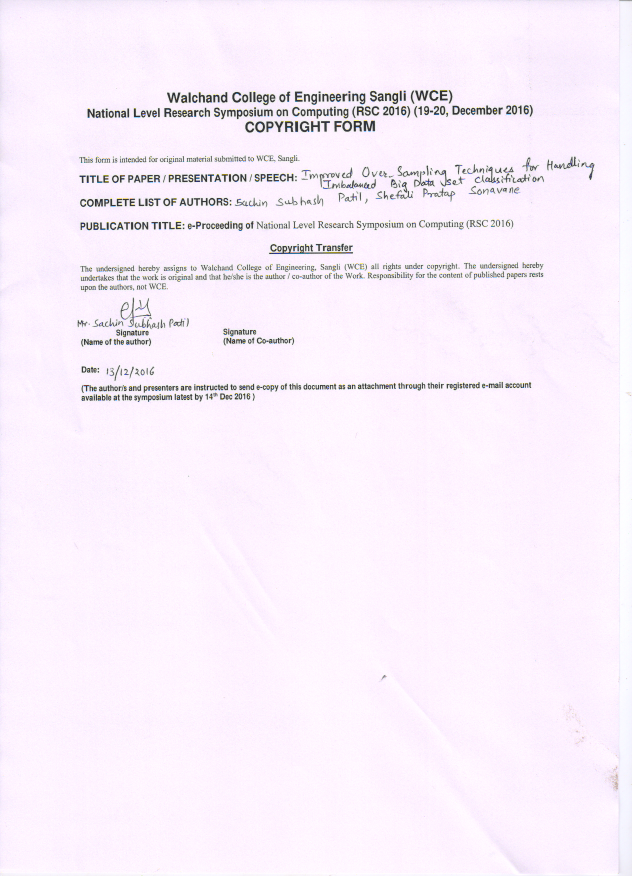 Walchand College of Engineering Sangli (WCE)
National Level Research Symposium on Computing (RSC 2016) (19-20, December 2016)
COPYRIGHT FORM
This form is intended for original material submitted to WCE, Sangli.
TITLE OF PAPER / PRESENTATION / SPEECH: Improved Over_Sampling Techniques for Handling
Imbalanced Big Data set classification
COMPLETE LIST OF AUTHORS: Sachin Subhash Patil, Shefali Pratap Sonavane
PUBLICATION TITLE: e-Proceeding of National Level Research Symposium on Computing (RSC 2016)
Copyright Transfer
The undersigned hereby assigns to Walchand College of Engineering, Sangli (WCE) all rights under copyright. The undersigned hereby
undertakes that the work is original and that he/she is the author / co-author of the Work. Responsibility for the content of published papers rests
upon the authors, not WCE.
Mr. Sachin Subhash Patil
Signature Signature
(Name of the author) (Name of Co-author)
Date: 13/12/2016
(The author/s and presenters are instructed to send e-copy of this document as an attachment through their registered e-mail account
available at the symposium latest by 14th Dec 2016 )